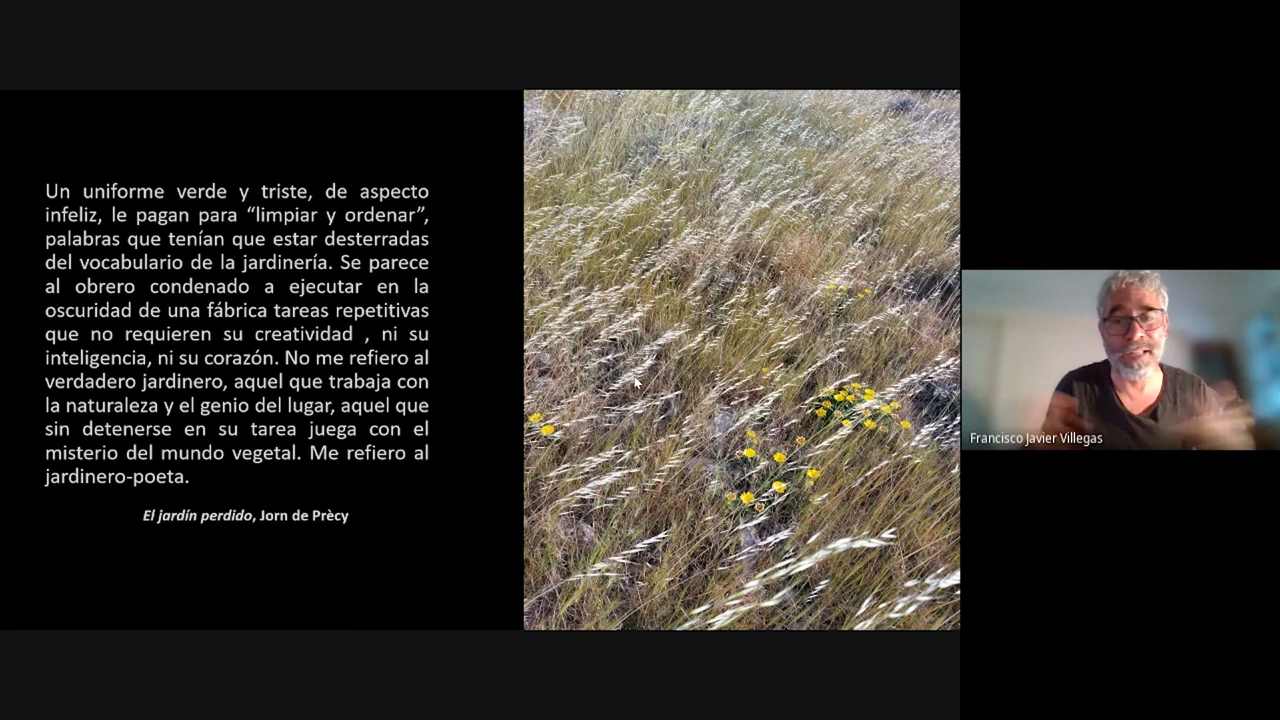 Un uniforme verde y triste, de aspecto
infeliz, le pagan para “limpiar y ordenar”,
palabras que tenían que estar desterradas
del vocabulario de la jardinería. Se parece
al obrero condenado a ejecutar en la
oscuridad de una fábrica tareas repetitivas
que no requieren su creatividad , ni su
inteligencia, ni su corazón. No me refiero al
verdadero jardinero, aquel que trabaja con
la naturaleza y el genio del lugar, aquel que
sin detenerse en su tarea juega con el
misterio del mundo vegetal. Me refiero al
jardinero-poeta.
El jardín perdido, Jorn de Prècy
Francisco Javier Villegas